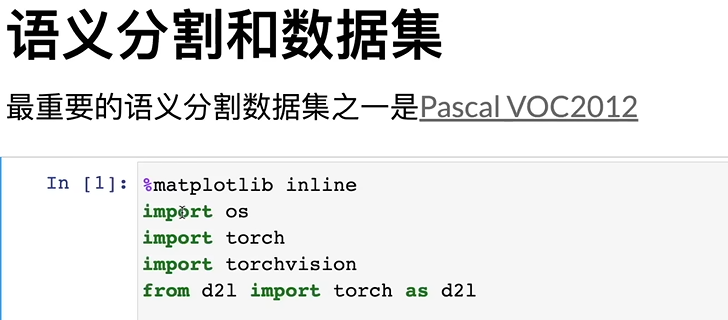 语义分割和数据集
最重要的语义分割数据集之一是Pascal VOC2012
In [1]: %matplotlib inline
import os
import torch
import torchvision
from d2l import torch as d2l